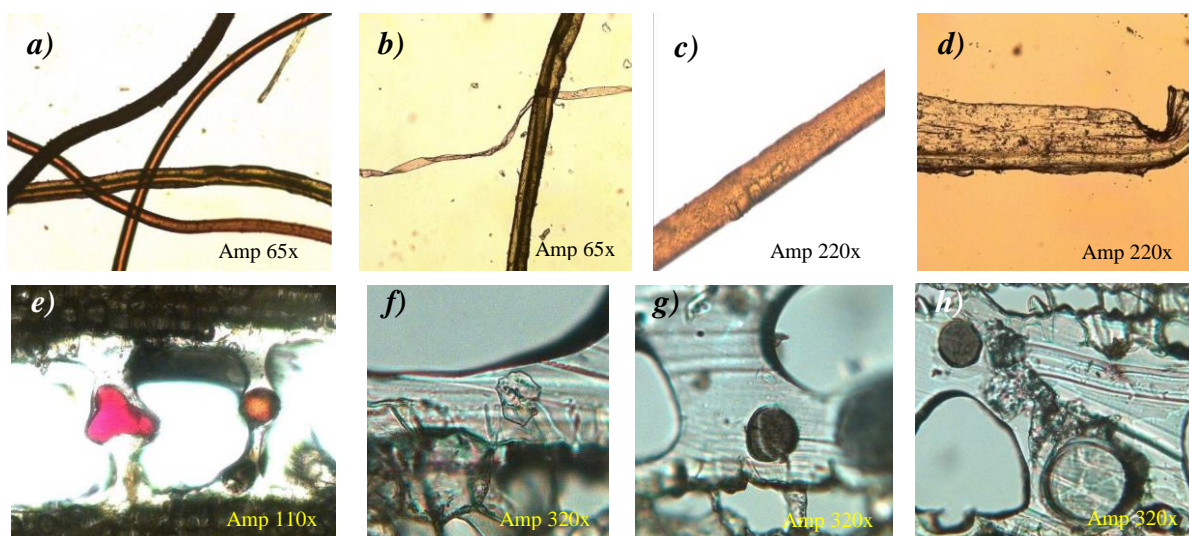 a)
Amp 65x
b)
Amp 65x
c)
Amp 220x
d)
Amp 220x
e)
Amp 110x
f)
Amp 320x
g)
Amp 320x
h)
Amp 320x